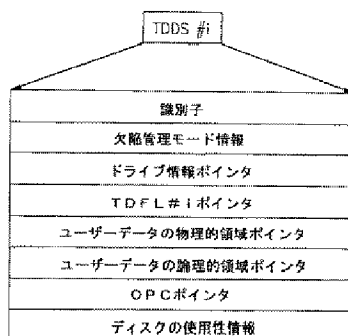 TDDS #i
識別子
欠陥管理モード情報
ドライブ情報ポインタ
TDFL#iポインタ
ユーザーデータの物理的領域ポインタ
ユーザーデータの論理的領域ポインタ
OPCポインタ
ディスクの使用性情報